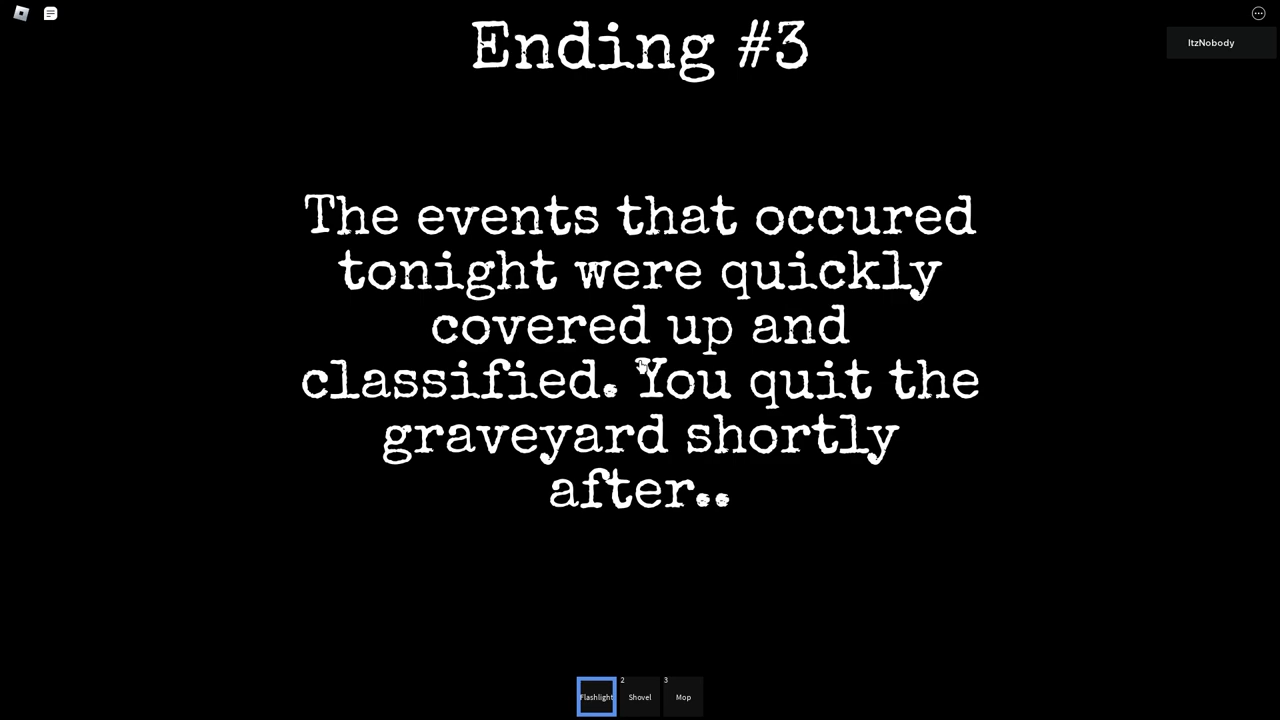 Ending #3
ItzNobody
The events that occured
tonight were quickly
covered up and
classified. You quit the
graveyard shortly
after..
Flashlight
2
Shovel
3
Mop